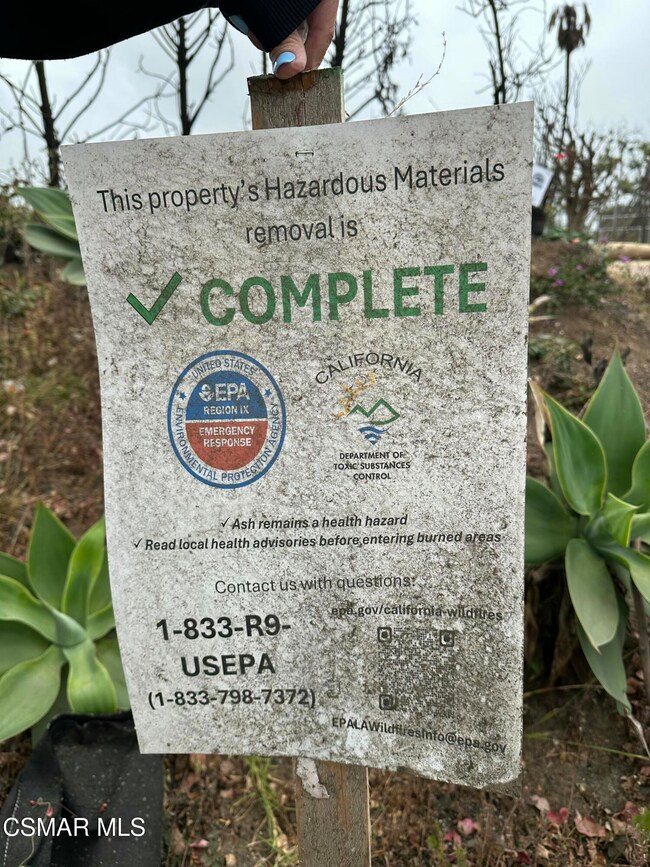 This property's Hazardous Materials
removal is
✓ COMPLETE
UNITED STATES
EPA
REGION IX
EMERGENCY
RESPONSE
ENVIRONMENTAL PROTECTION AGENCY
CALIFORNIA
DEPARTMENT OF
TOXIC SUBSTANCES
CONTROL
✓ Ash remains a health hazard
✓ Read local health advisories before entering burned areas
Contact us with questions:
epa.gov/california-wildfires
1-833-R9-
USEPA
(1-833-798-7372)
EPALAWildfiresInfo@epa.gov
CSMAR MLS